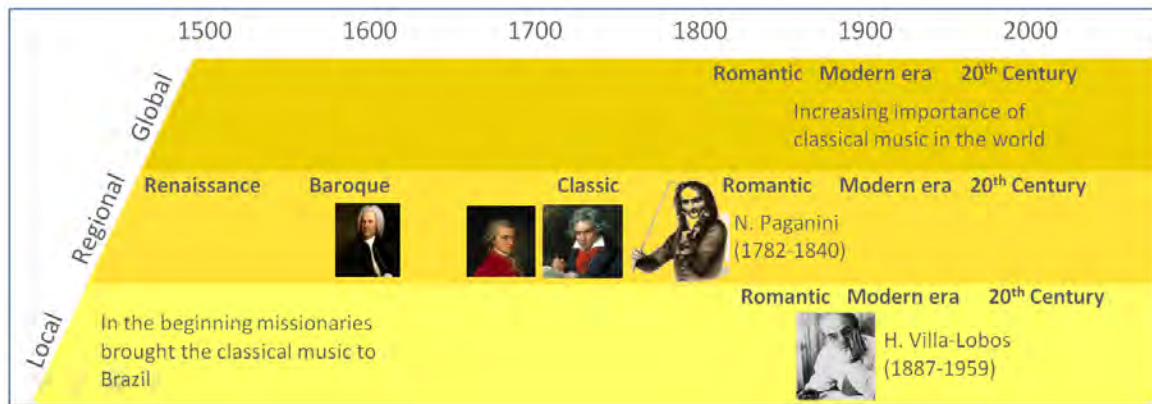 1500 1600 1700 1800 1900 2000
Global
Romantic Modern era 20th Century
Increasing importance of
classical music in the world
Regional
Renaissance Baroque Classic Romantic Modern era 20th Century
N. Paganini
(1782-1840)
Local
Romantic Modern era 20th Century
In the beginning missionaries
brought the classical music to
Brazil
H. Villa-Lobos
(1887-1959)